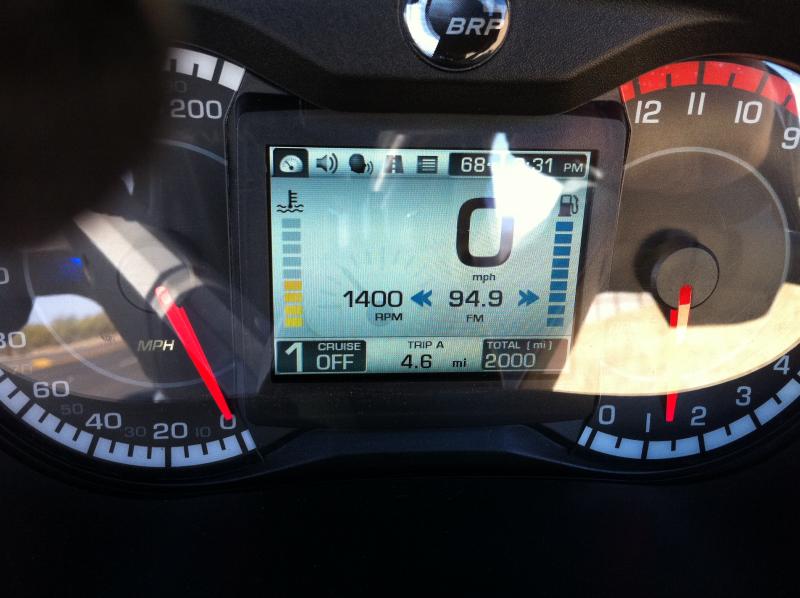 BRP
200
12 11 10 9
68° :31 PM
0
mph
1400 94.9
RPM FM
MPH
80
60
50
40
30
20
10
0
1 CRUISE OFF
TRIP A
4.6 mi
TOTAL (mi)
2000
0 1 2 3 4